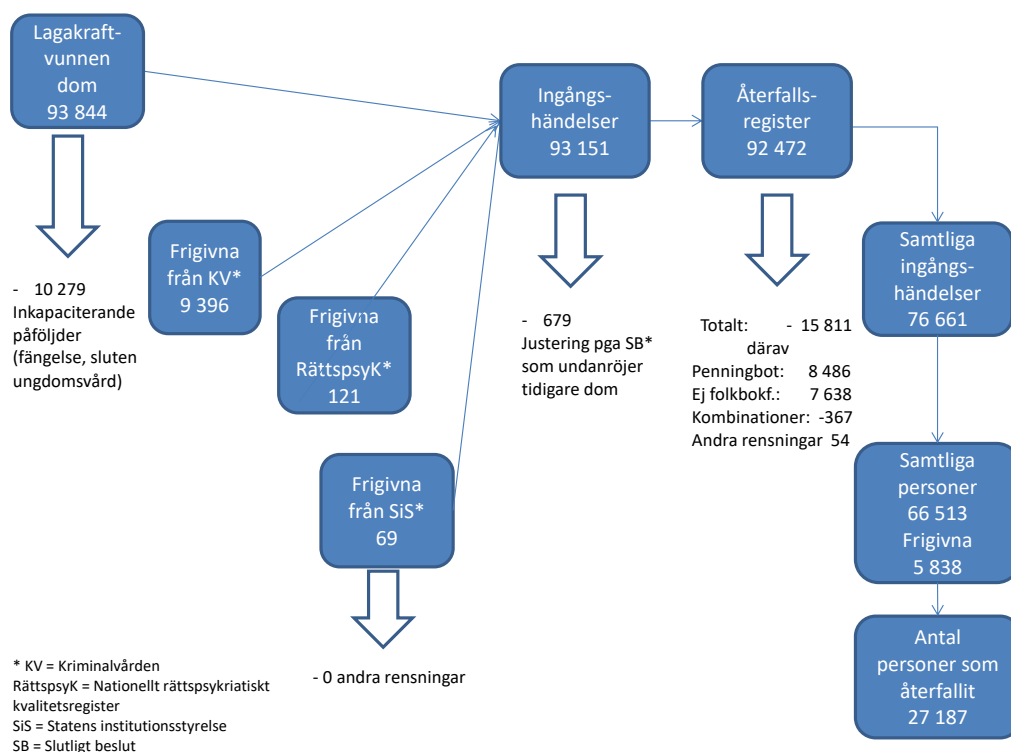 Lagakraft-
vunnen
dom
93 844
- 10 279
Inkapaciterande
påföljder
(fängelse, sluten
ungdomsvård)
Frigivna
från KV*
9 396
Frigivna
från
RättspsyK*
121
Frigivna
från SiS*
69
- 0 andra rensningar
Ingångs-
händelser
93 151
- 679
Justering pga SB*
som undanröjer
tidigare dom
Återfalls-
register
92 472
Totalt: - 15 811
därav
Penningbot: 8 486
Ej folkbokf.: 7 638
Kombinationer: -367
Andra rensningar 54
Samtliga
ingångs-
händelser
76 661
Samtliga
personer
66 513
Frigivna
5 838
Antal
personer som
återfallit
27 187
* KV = Kriminalvården
RättspsyK = Nationellt rättspsykriatiskt
kvalitetsregister
SiS = Statens institutionsstyrelse
SB = Slutligt beslut